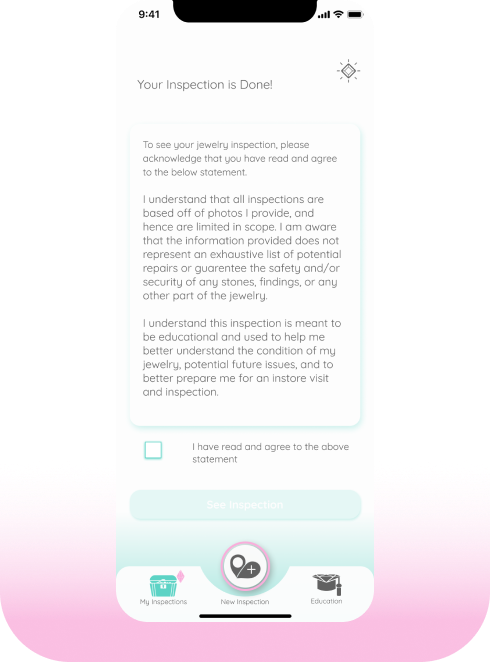 9:41
Your Inspection is Done!
To see your jewelry inspection, please
acknowledge that you have read and agree
to the below statement.
I understand that all inspections are
based off of photos I provide, and
hence are limited in scope. I am aware
that the information provided does not
represent an exhaustive list of potential
repairs or guarentee the safety and/or
security of any stones, findings, or any
other part of the jewelry.
I understand this inspection is meant to
be educational and used to help me
better understand the condition of my
jewelry, potential future issues, and to
better prepare me for an instore visit
and inspection.
I have read and agree to the above
statement
See Inspection
My Inspections
New Inspection
Education